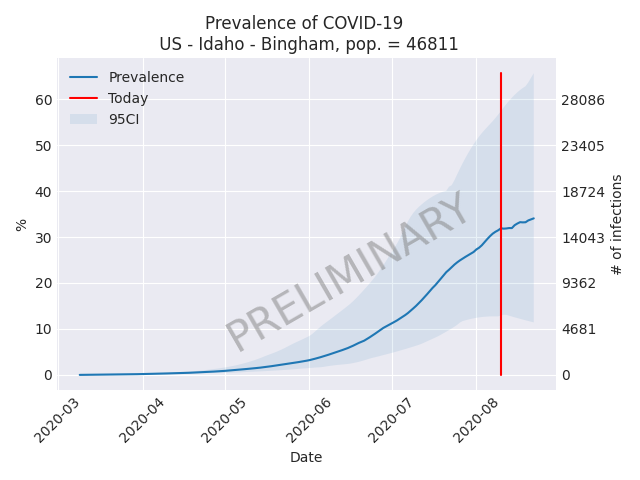 Prevalence of COVID-19
US - Idaho - Bingham, pop. = 46811
Prevalence
Today
95CI
60
50
40
30
20
10
0
%
28086
23405
18724
14043
9362
4681
0
# of infections
PRELIMINARY
2020-03
2020-04
2020-05
2020-06
2020-07
2020-08
Date